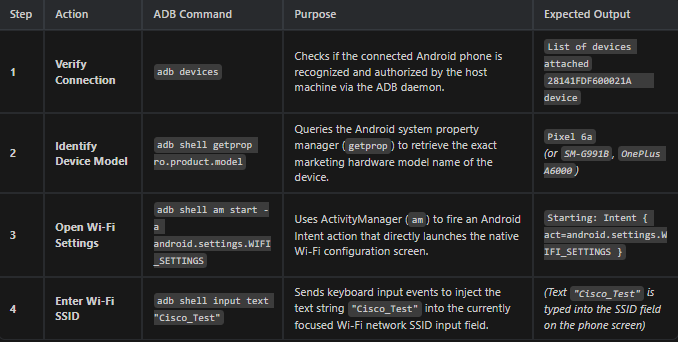 Step Action ADB Command Purpose Expected Output
1
Verify
Connection
adb devices
Checks if the connected Android phone is
recognized and authorized by the host
machine via the ADB daemon.
List of devices
attached
28141FDF600021A
device
2
Identify
Device Model
adb shell getprop
ro.product.model
Queries the Android system property
manager (getprop) to retrieve the exact
marketing hardware model name of the
device.
Pixel 6a
(or SM-G991B, OnePlus
A6000)
3
Open Wi-Fi
Settings
adb shell am start -
a
android.settings.WIFI
_SETTINGS
Uses ActivityManager (am) to fire an Android
Intent action that directly launches the native
Wi-Fi configuration screen.
Starting: Intent {
act=android.settings.W
IFI_SETTINGS }
4
Enter Wi-Fi
SSID
adb shell input text
"Cisco_Test"
Sends keyboard input events to inject the
text string "Cisco_Test" into the currently
focused Wi-Fi network SSID input field.
(Text "Cisco_Test" is
typed into the SSID field
on the phone screen)